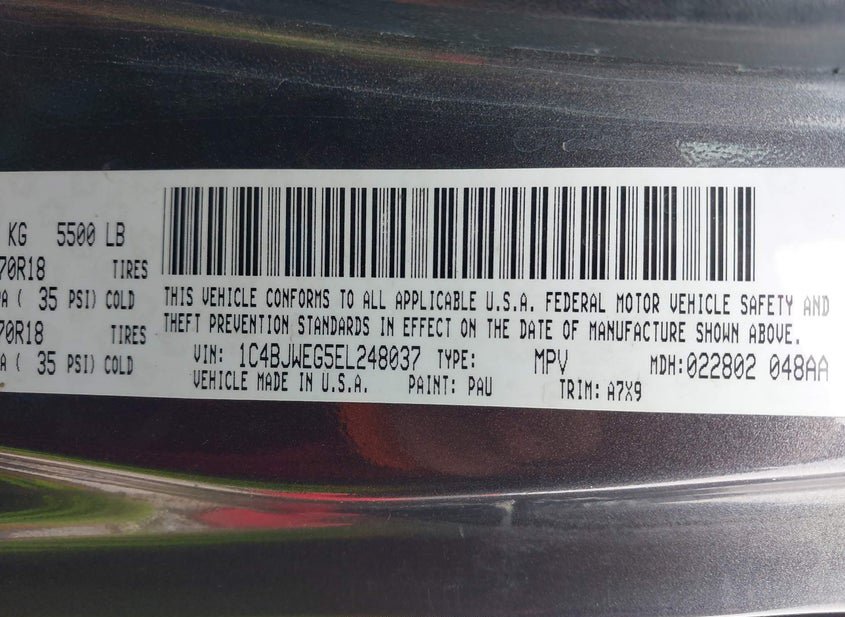 KG 5500 LB
70R18 TIRES
A ( 35 PSI) COLD
70R18 TIRES
A ( 35 PSI) COLD
THIS VEHICLE CONFORMS TO ALL APPLICABLE U.S.A. FEDERAL MOTOR VEHICLE SAFETY AND
THEFT PREVENTION STANDARDS IN EFFECT ON THE DATE OF MANUFACTURE SHOWN ABOVE.
VIN: 1C4BJWEG5EL248037 TYPE: MPV MDH:022802 048AA
VEHICLE MADE IN U.S.A. PAINT: PAU TRIM: A7X9